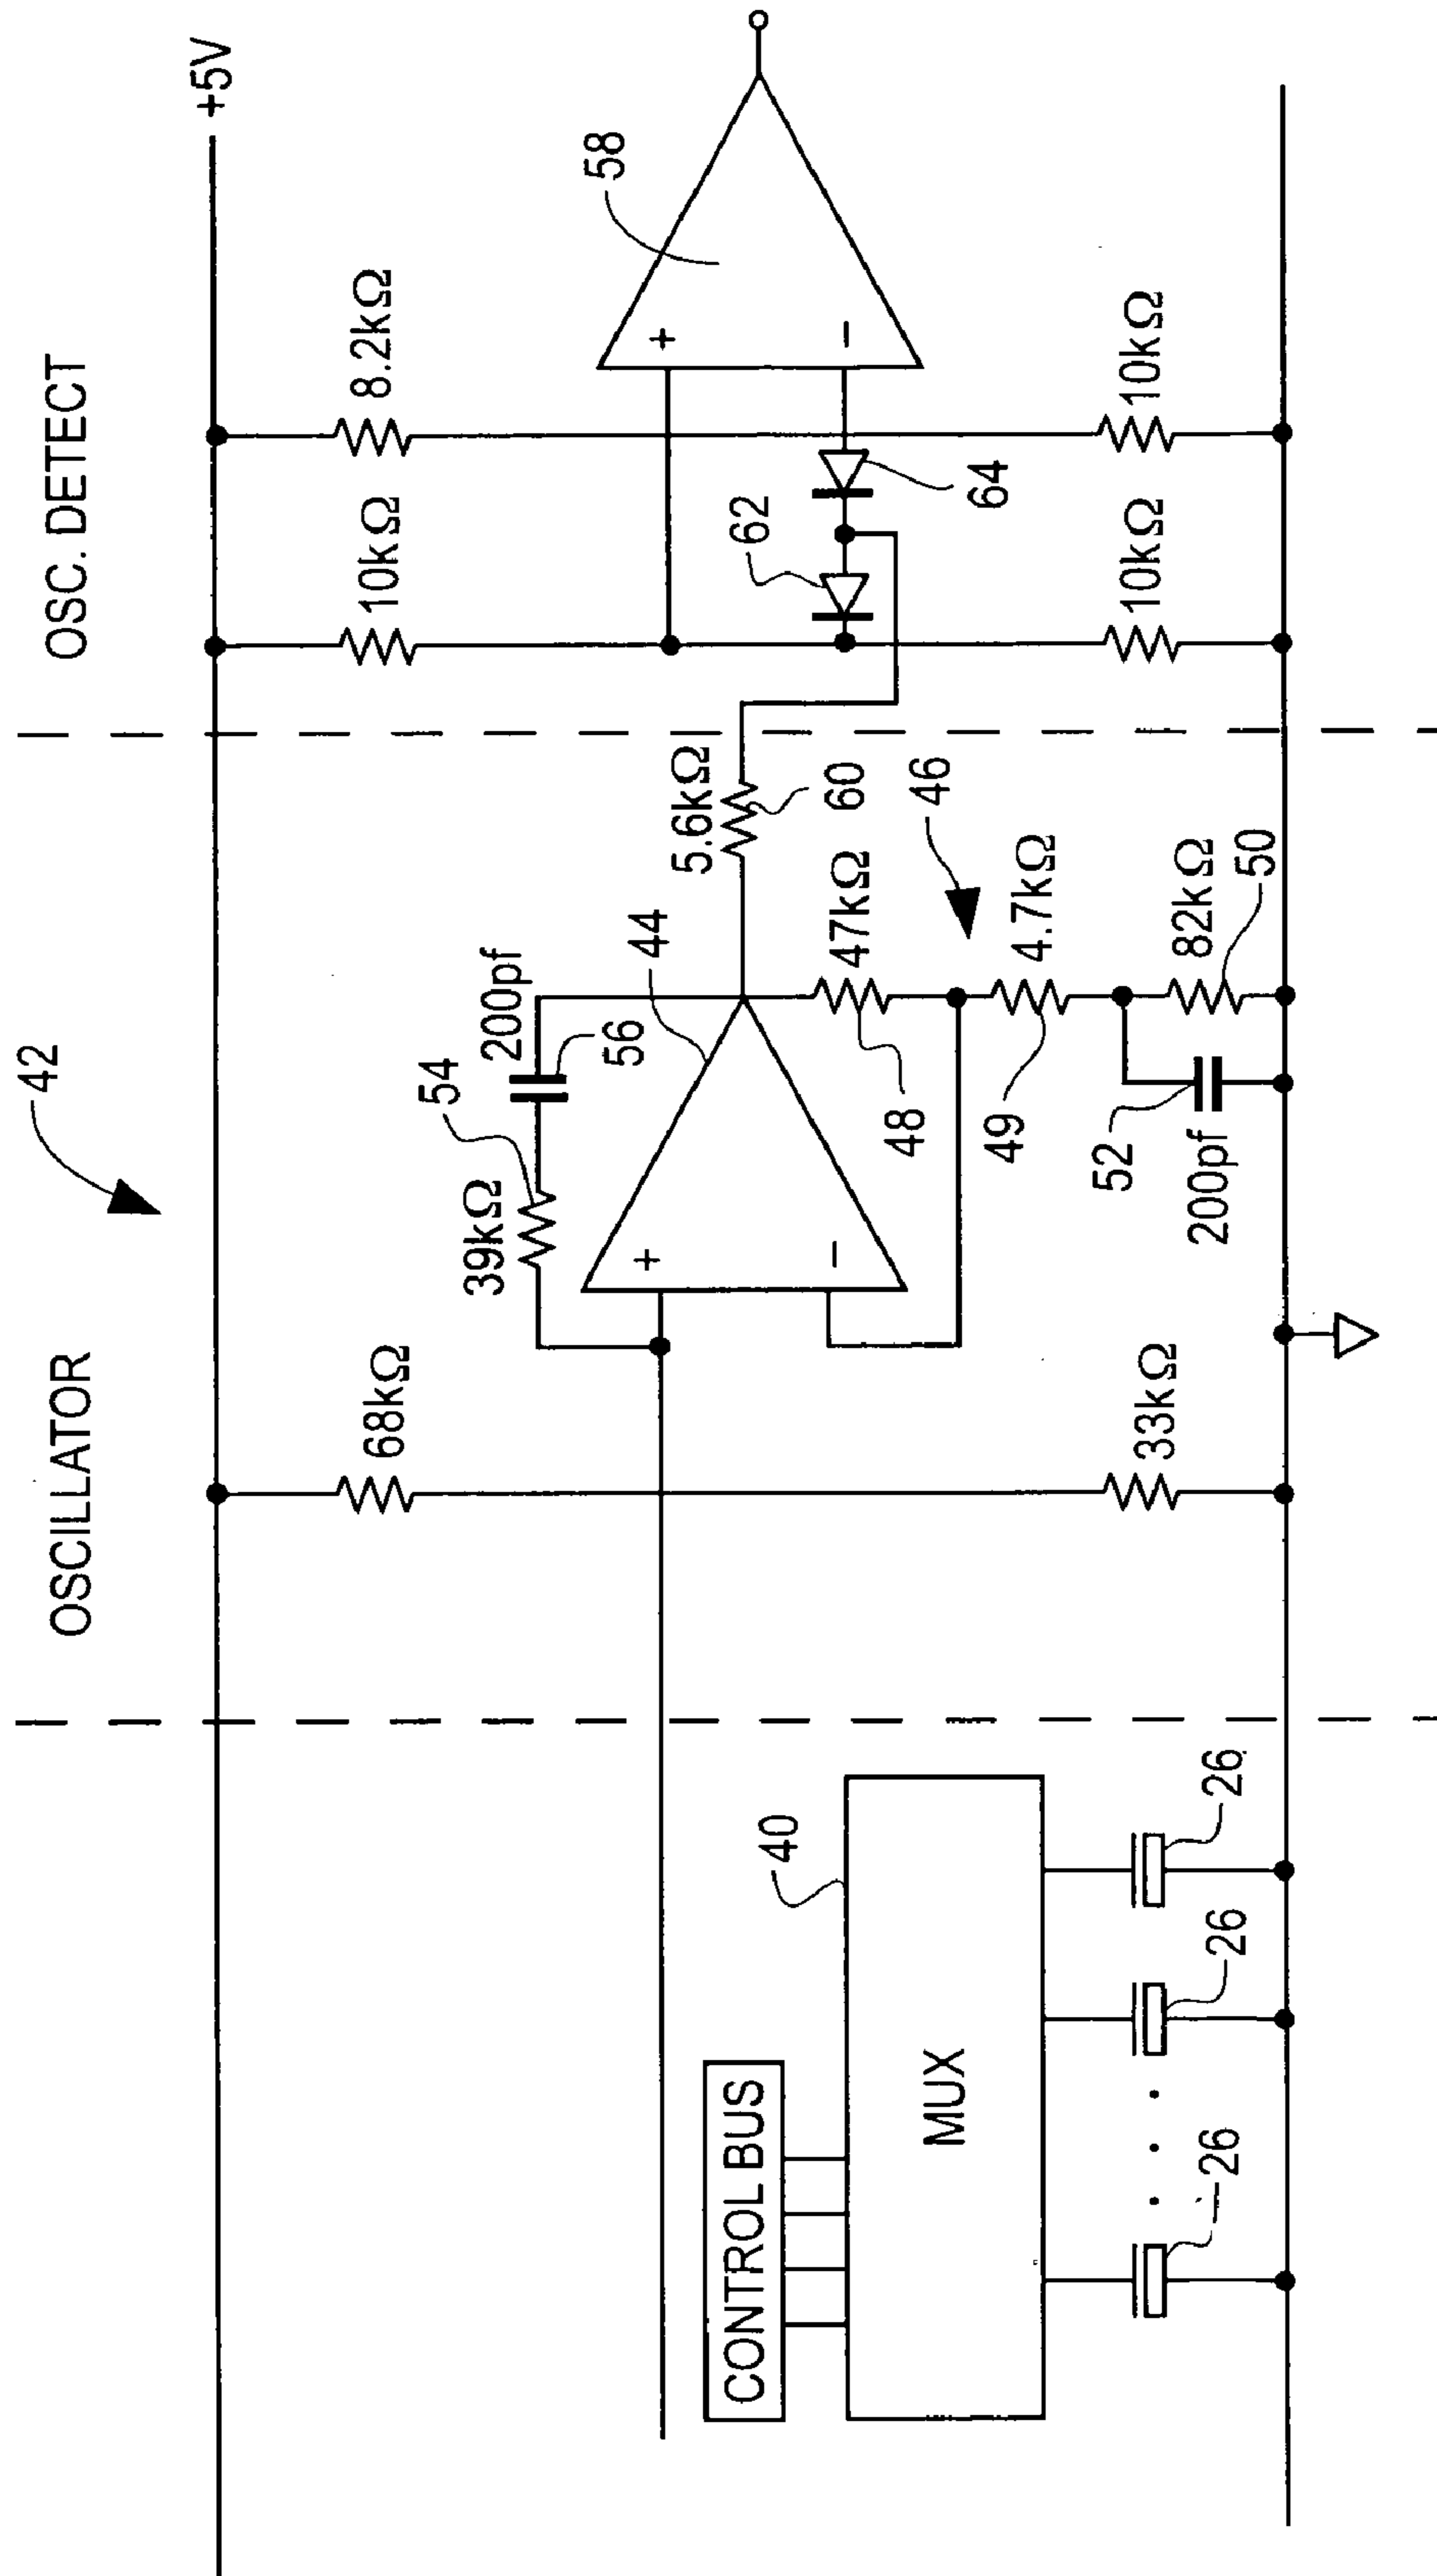 42
OSCILLATOR
OSC. DETECT
+5V
68kΩ
39kΩ
54
200pf
56
44
5.6kΩ
60
10kΩ
8.2kΩ
58
+
−
+
−
62
64
47kΩ
48
46
4.7kΩ
49
82kΩ
50
52
200pf
33kΩ
10kΩ
10kΩ
CONTROL BUS
40
MUX
26
26
26